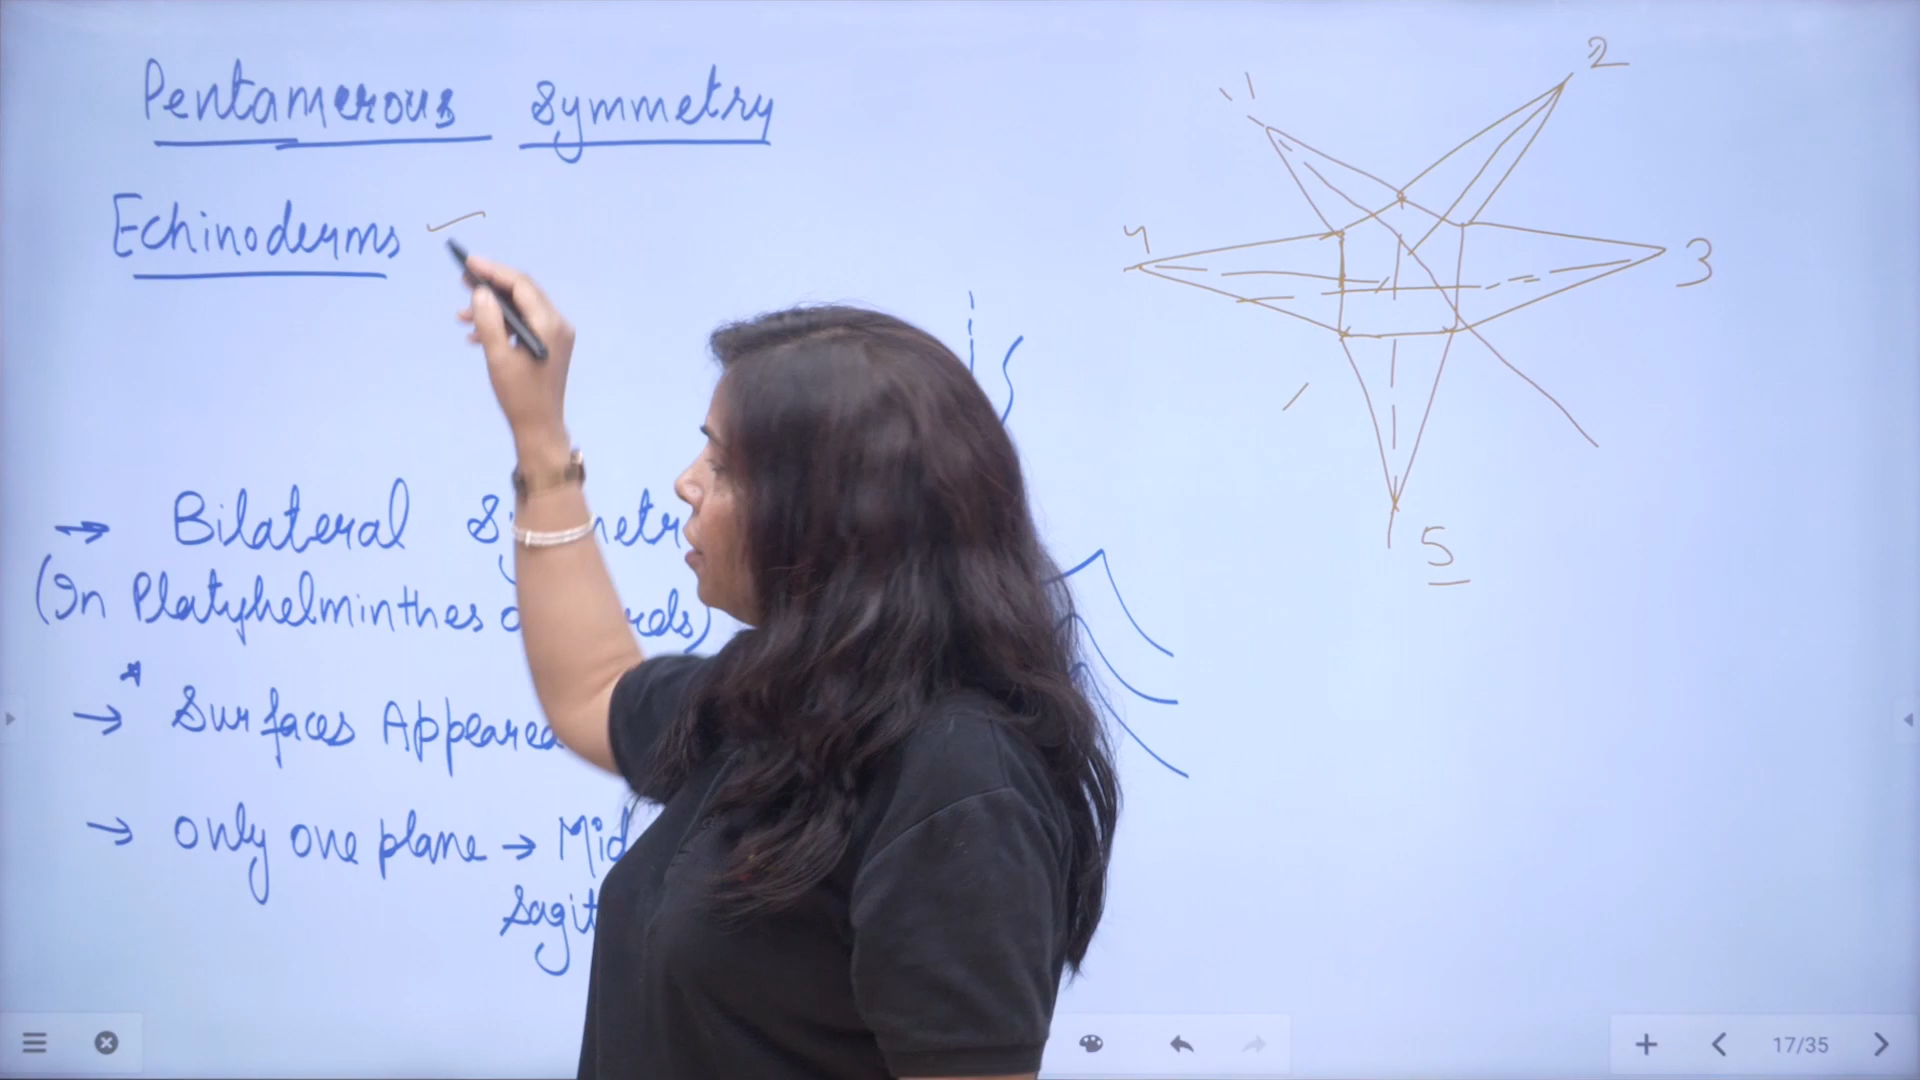 Pentamerous Symmetry
Echinoderms
→ Bilateral
(In Platyhelminthes
→ Surfaces Appeared
→ only one plane → Mid
Sagit
1
2
3
4
5
17/35